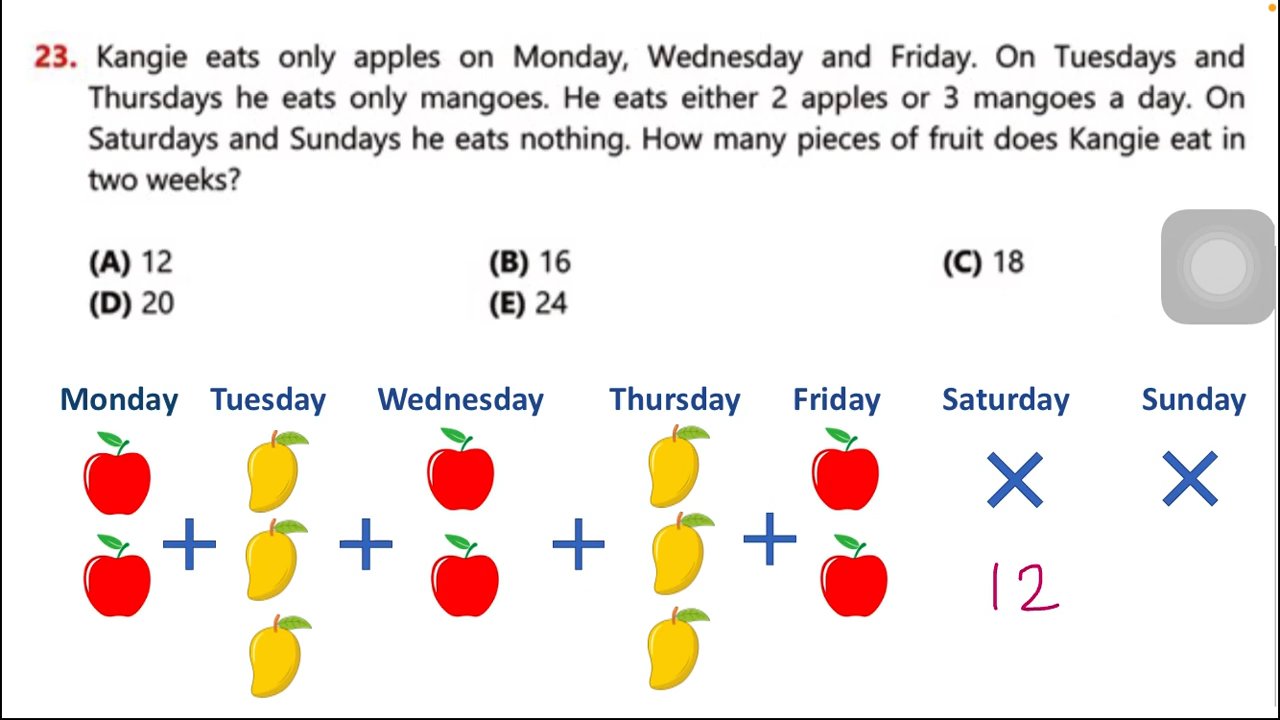 23. Kangie eats only apples on Monday, Wednesday and Friday. On Tuesdays and
Thursdays he eats only mangoes. He eats either 2 apples or 3 mangoes a day. On
Saturdays and Sundays he eats nothing. How many pieces of fruit does Kangie eat in
two weeks?
(A) 12 (B) 16 (C) 18
(D) 20 (E) 24
Monday Tuesday Wednesday Thursday Friday Saturday Sunday
12